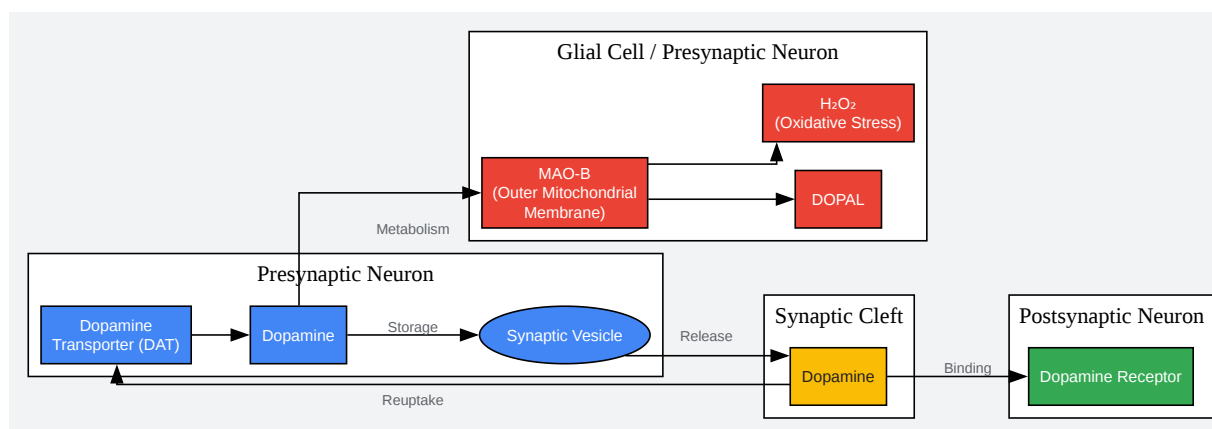 Glial Cell / Presynaptic Neuron
H₂O₂
(Oxidative Stress)
MAO-B
(Outer Mitochondrial
Membrane)
DOPAL
Metabolism
Presynaptic Neuron
Dopamine
Transporter (DAT)
Dopamine
Storage
Synaptic Vesicle
Release
Reuptake
Synaptic Cleft
Dopamine
Binding
Postsynaptic Neuron
Dopamine Receptor